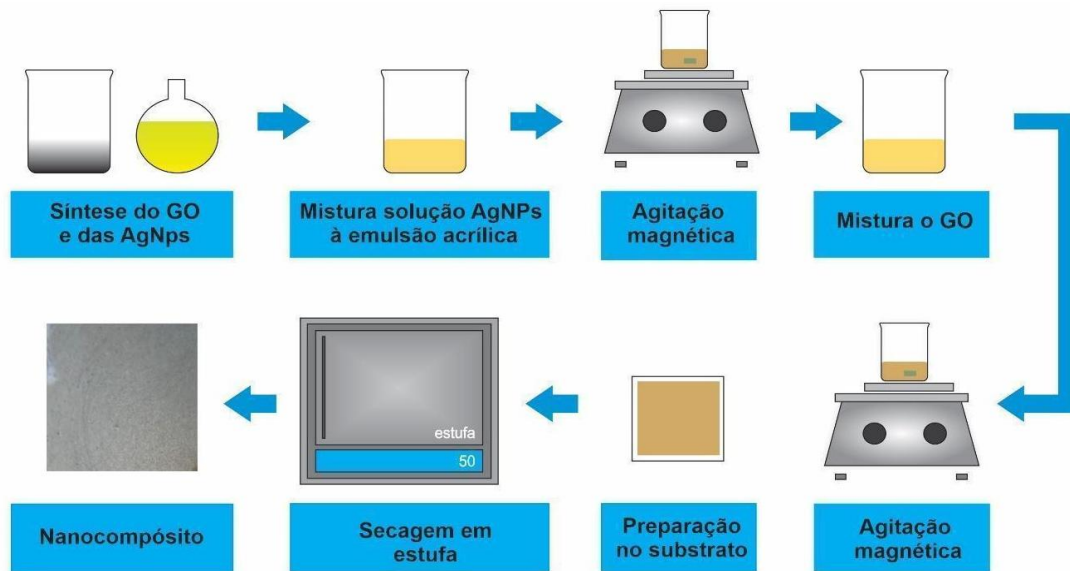 Síntese do GO
e das AgNps
Mistura solução AgNPs
à emulsão acrílica
Agitação
magnética
Mistura o GO
Agitação
magnética
Preparação
no substrato
estufa
50
Secagem em
estufa
Nanocompósito